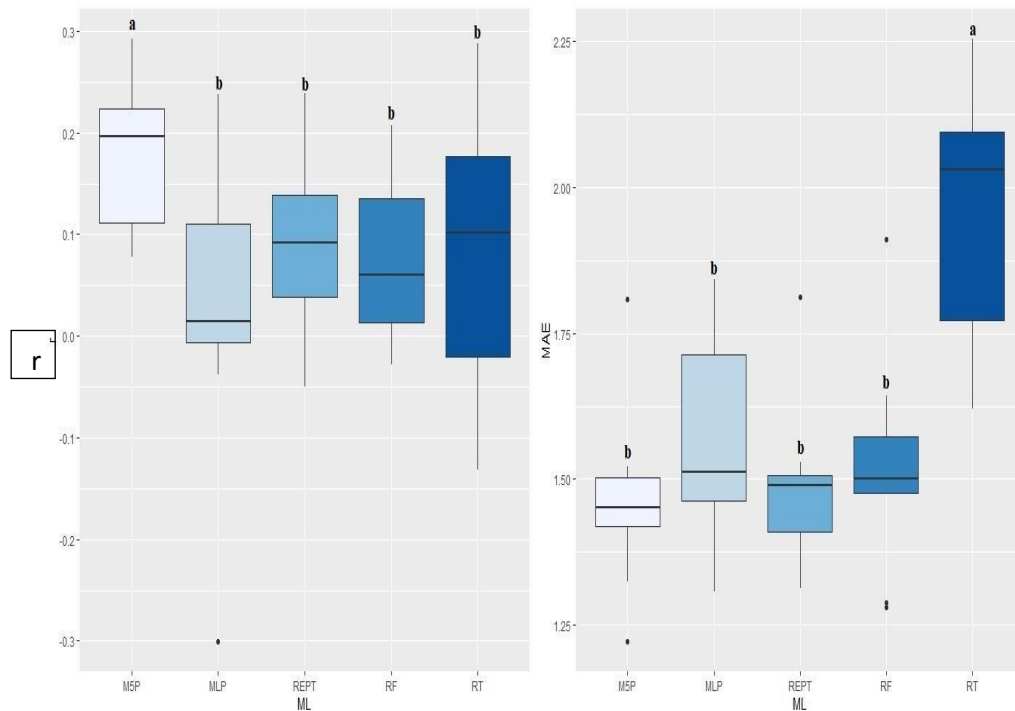 a
b
b
b
b
0.3
0.2
0.1
0.0
-0.1
-0.2
-0.3
r
r
M5P MLP REPT RF RT
ML
a
b
b
b
b
2.25
2.00
1.75
1.50
1.25
MAE
M5P MLP REPT RF RT
ML